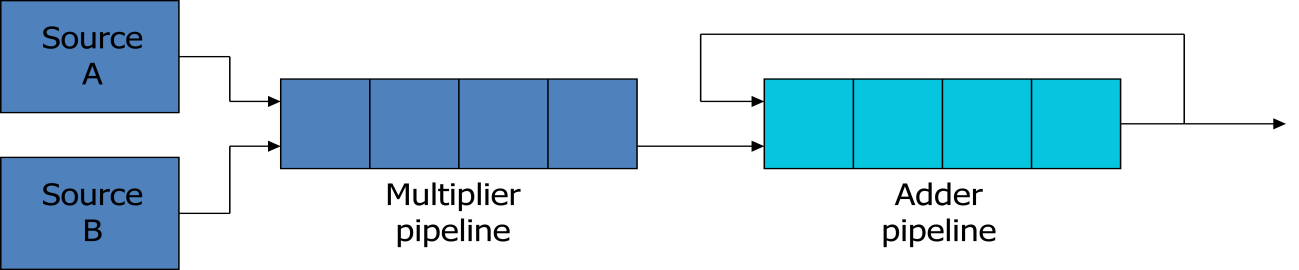 Source
A
Source
B
Multiplier
pipeline
Adder
pipeline